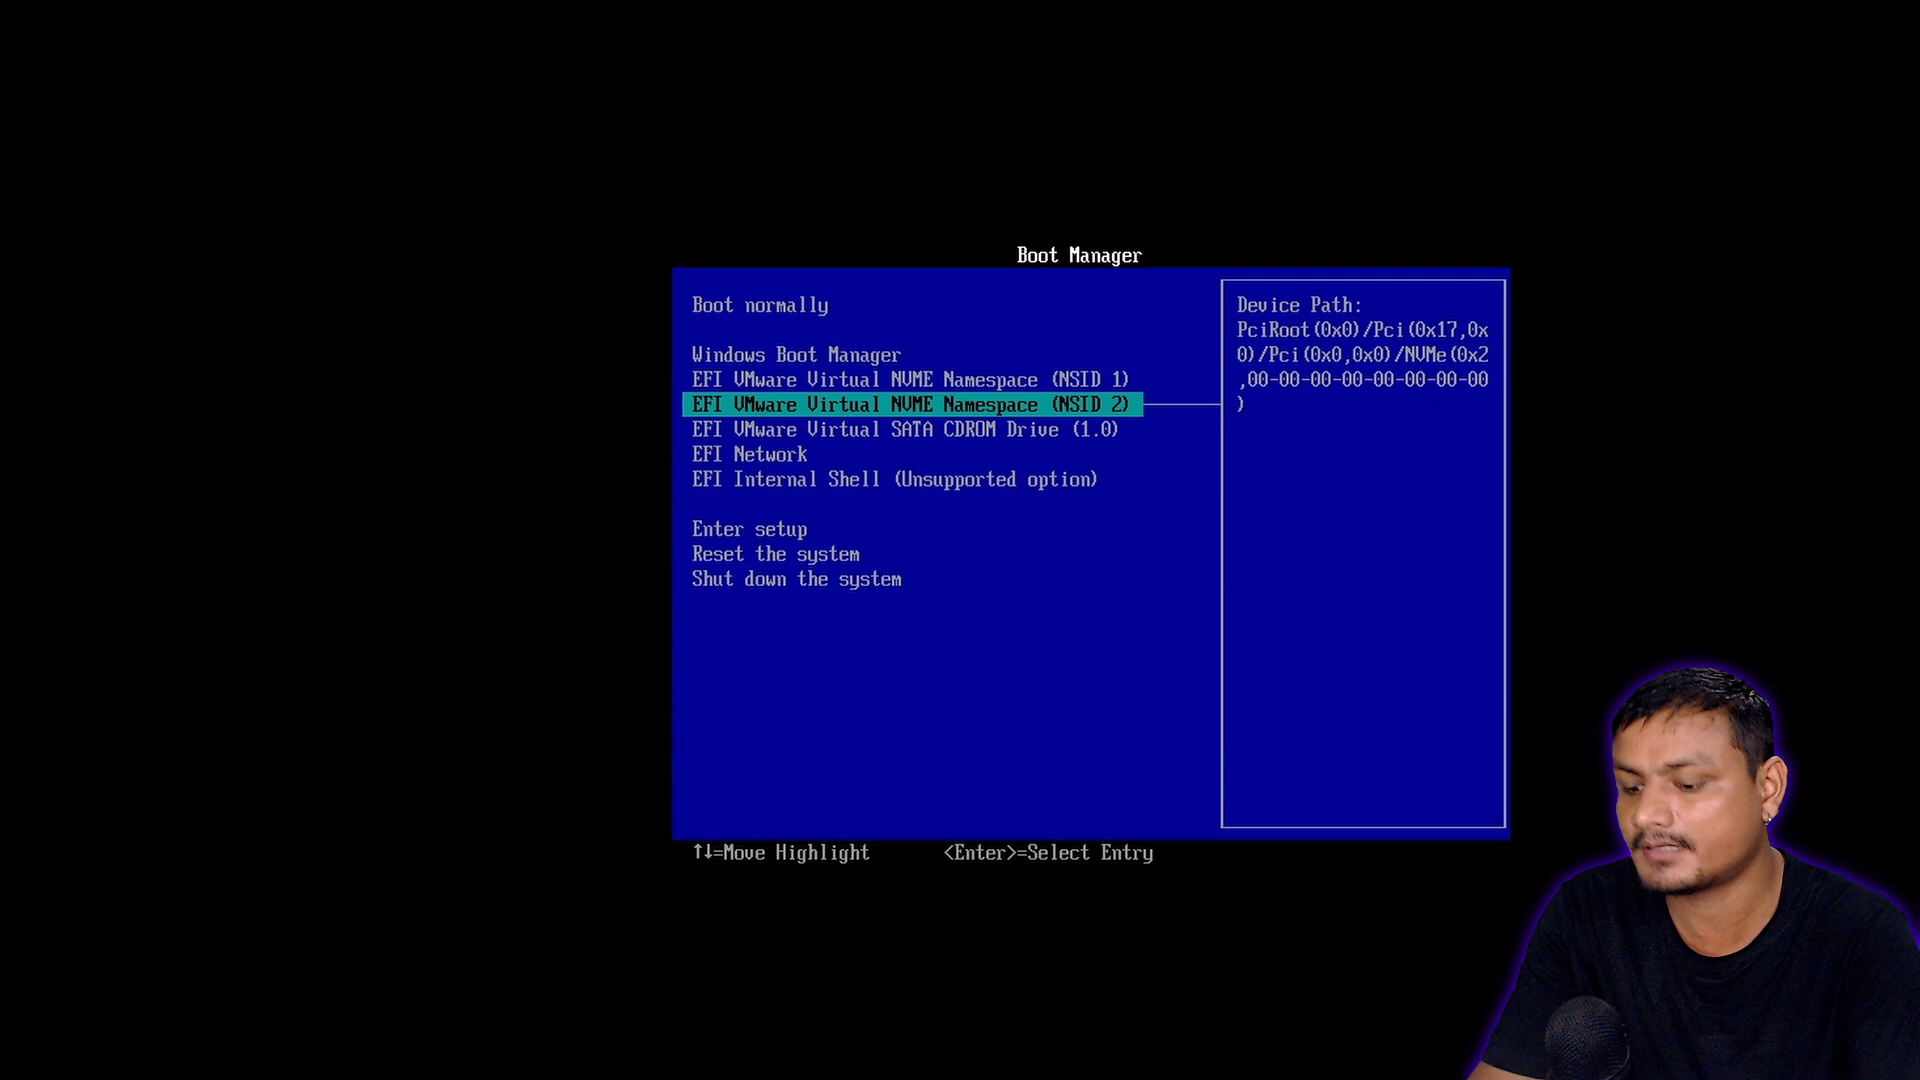 Boot Manager
Boot normally
Windows Boot Manager
EFI VMware Virtual NVME Namespace (NSID 1)
EFI VMware Virtual NVME Namespace (NSID 2)
EFI VMware Virtual SATA CDROM Drive (1.0)
EFI Network
EFI Internal Shell (Unsupported option)
Enter setup
Reset the system
Shut down the system
Device Path:
PciRoot(0x0)/Pci(0x17,0x
0)/Pci(0x0,0x0)/NVMe(0x2
,00-00-00-00-00-00-00-00
)
↑↓=Move Highlight
<Enter>=Select Entry